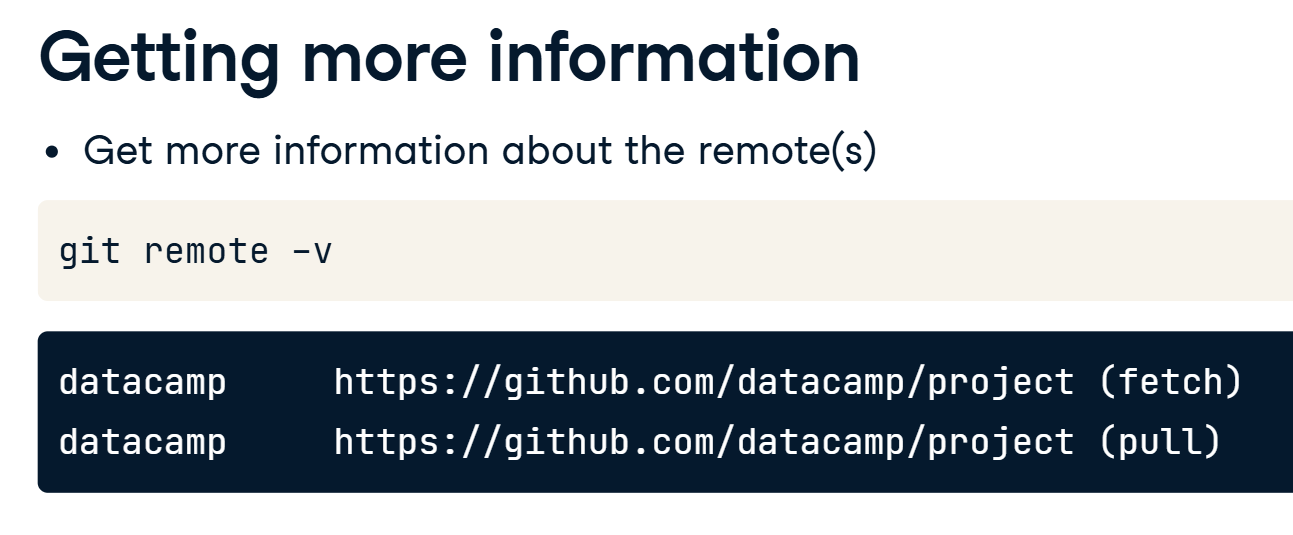 Getting more information
• Get more information about the remote(s)
git remote -v
datacamp     https://github.com/datacamp/project (fetch)
datacamp     https://github.com/datacamp/project (pull)